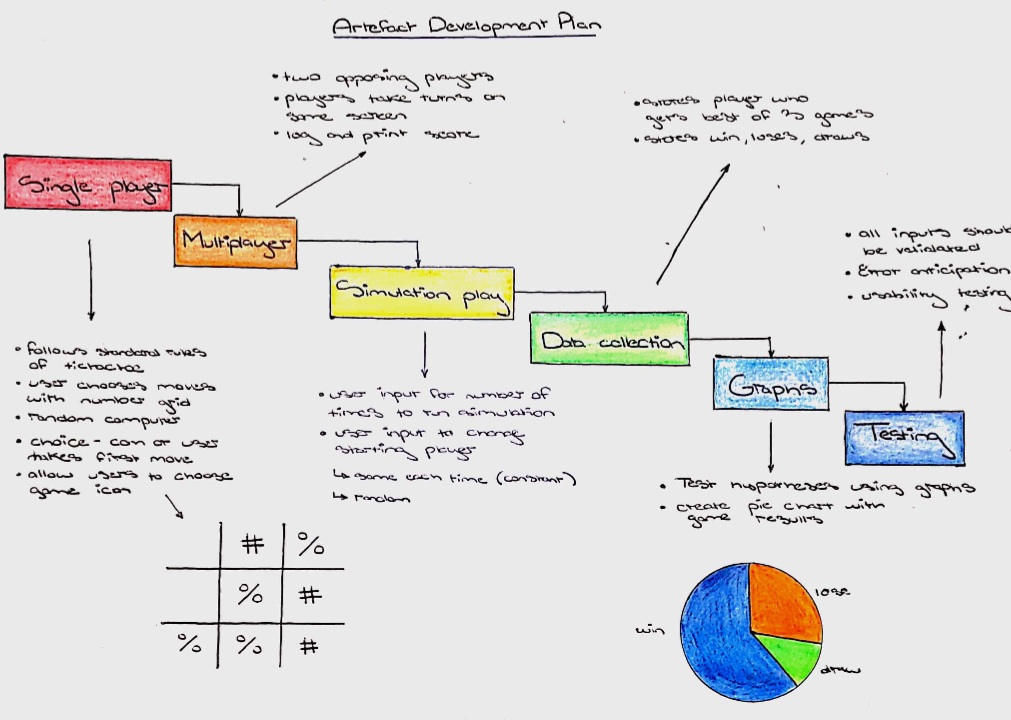 Artefact Development Plan
• two opposing players
• players take turns on
same screen
• log and print score
• stores player who
gets best of 3 games
• stores win, loses, draws
Single player
Multiplayer
Simulation play
Data collection
Graphs
Testing
• all inputs shoul
be validated
• Error anticipation
• usability testing
• follows standard rules
of tictactoe
• user chooses moves
with number grid
• random computer
• choice - com or user
takes first move
• allow users to choose
game icon
• user input for number of
times to run simulation
• user input to change
starting player
↳ same each time (constant)
↳ random
• Test hypotheses using graphs
• create pie chart with
game results
# %
% #
% % #
lose
win
draw